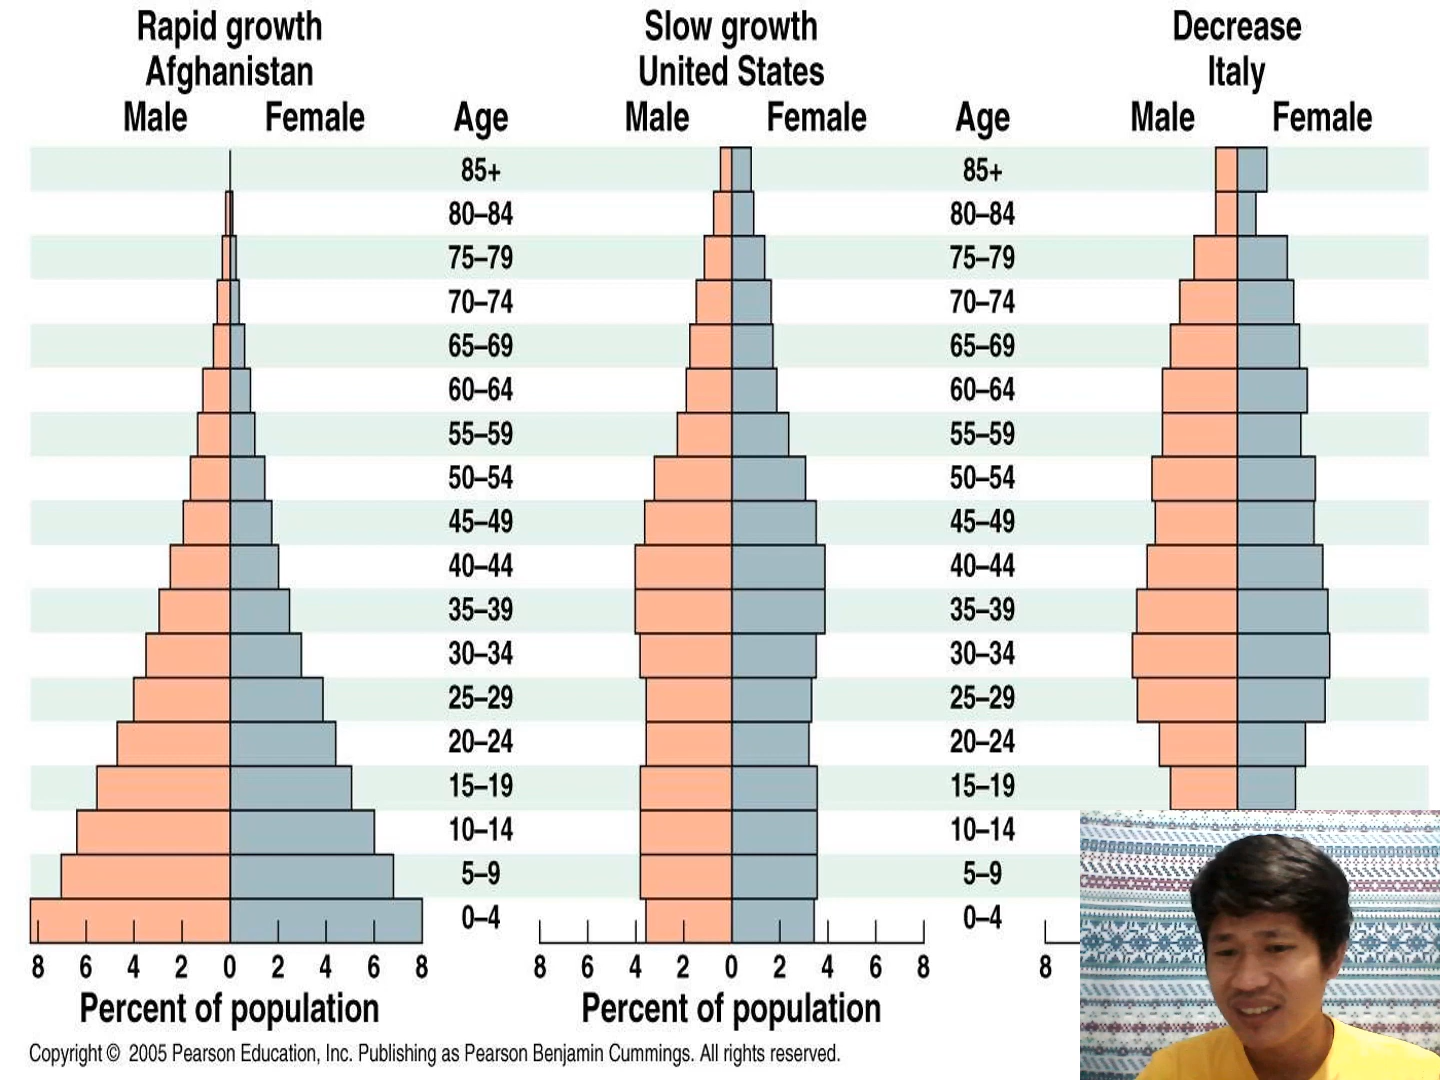 Rapid growth
Afghanistan
Male Female
Slow growth
United States
Male Female
Decrease
Italy
Male Female
Age
85+
80–84
75–79
70–74
65–69
60–64
55–59
50–54
45–49
40–44
35–39
30–34
25–29
20–24
15–19
10–14
5–9
0–4
Age
85+
80–84
75–79
70–74
65–69
60–64
55–59
50–54
45–49
40–44
35–39
30–34
25–29
20–24
15–19
10–14
5–9
0–4
8 6 4 2 0 2 4 6 8
Percent of population
8 6 4 2 0 2 4 6 8
Percent of population
8
Copyright © 2005 Pearson Education, Inc. Publishing as Pearson Benjamin Cummings. All rights reserved.